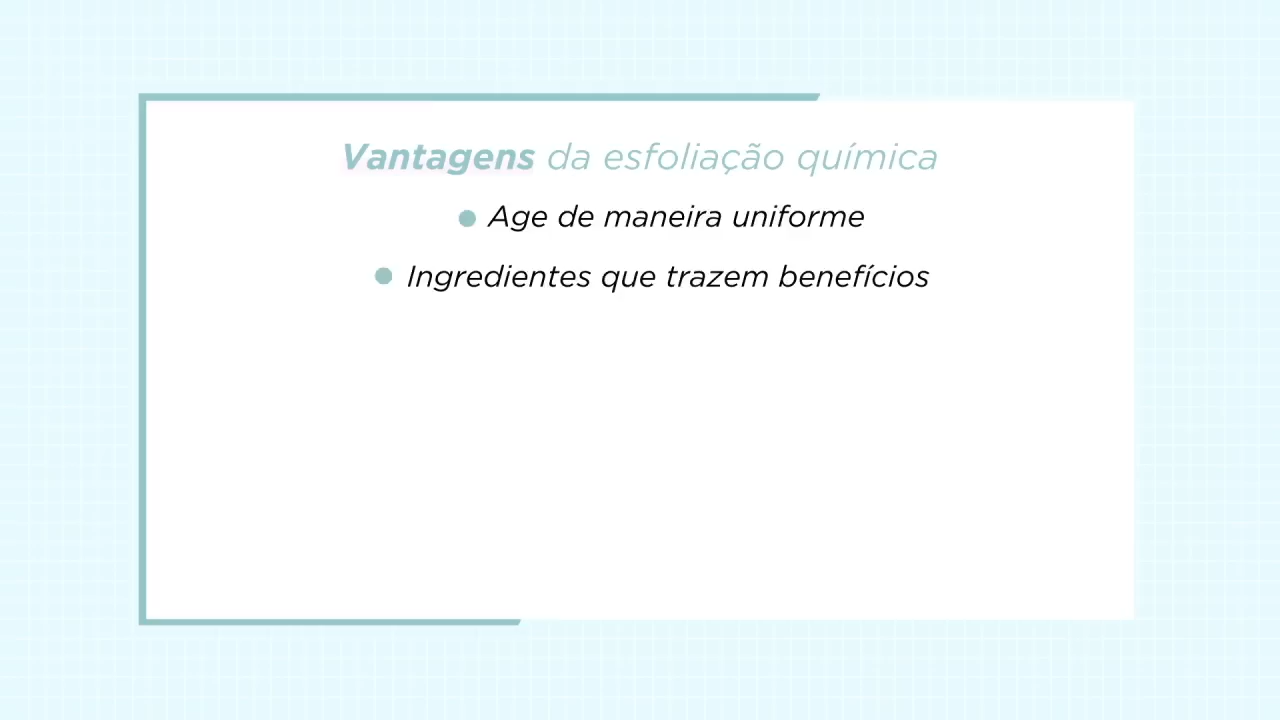 Vantagens da esfoliação química
Age de maneira uniforme
Ingredientes que trazem benefícios